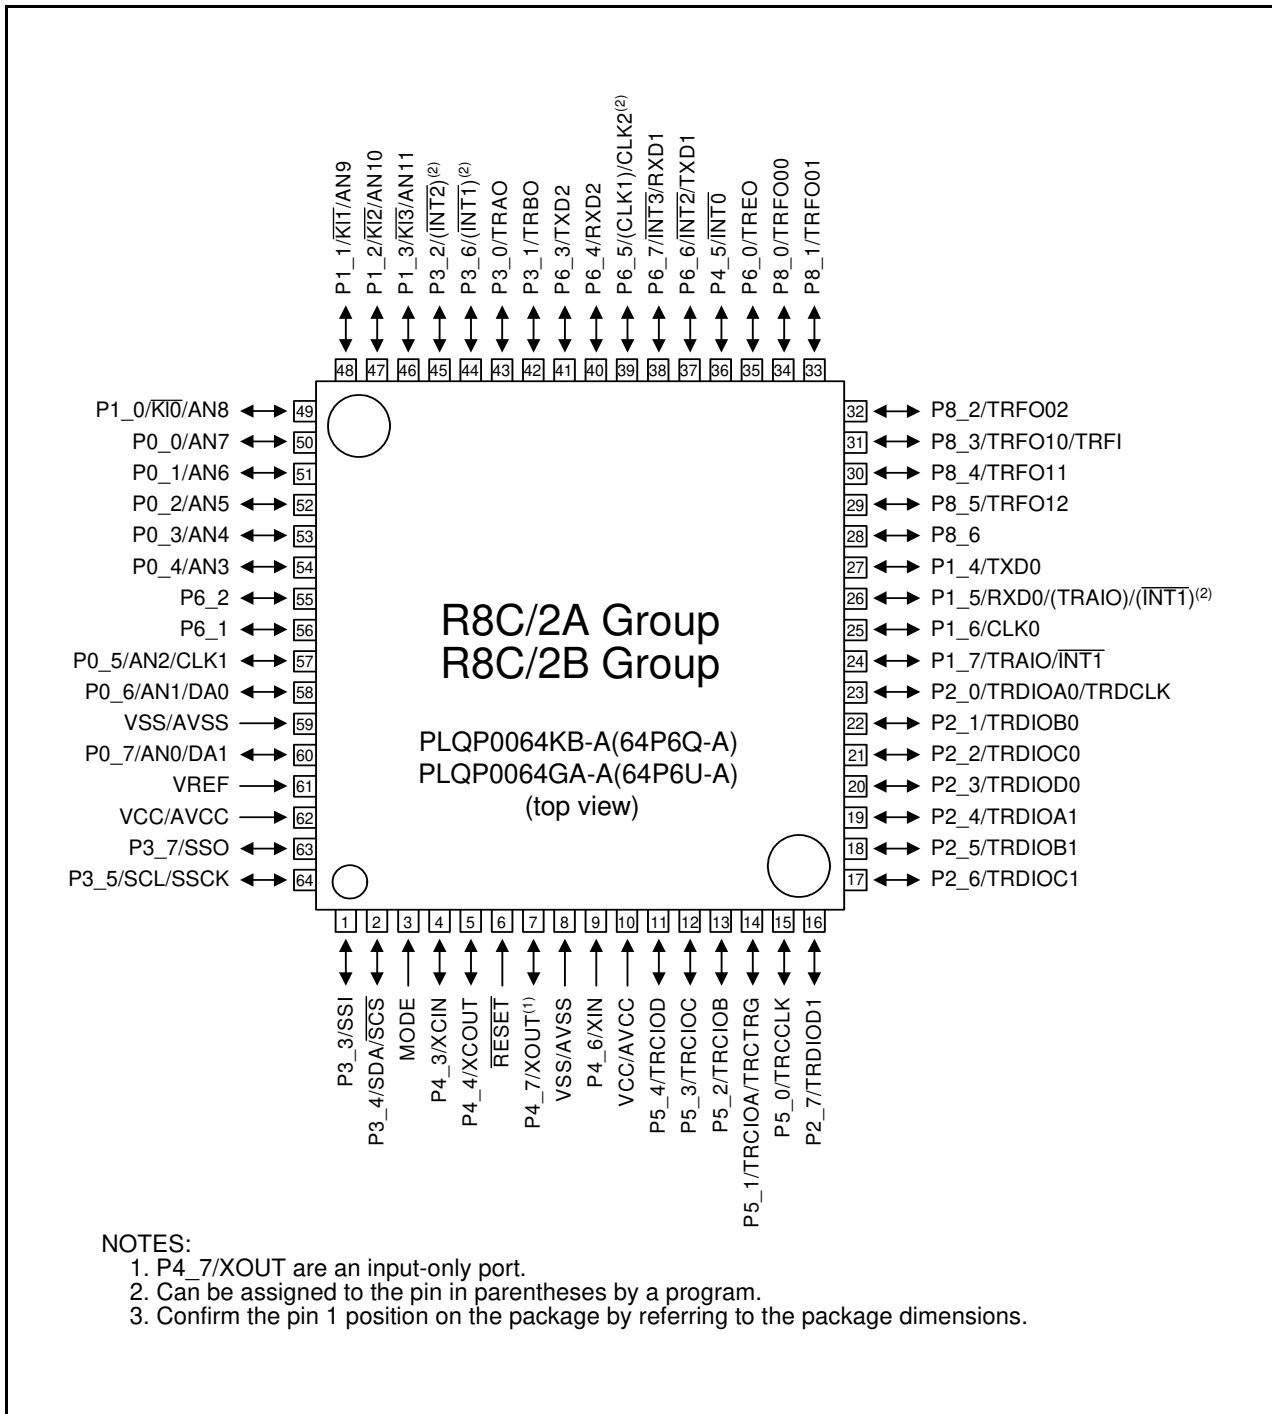 P1_1/KI1/AN9
P1_2/KI2/AN10
P1_3/KI3/AN11
P3_2/(INT2)(2)
P3_6/(INT1)(2)
P3_0/TRAO
P3_1/TRBO
P6_3/TXD2
P6_4/RXD2
P6_5/(CLK1)/CLK2(2)
P6_7/INT3/RXD1
P6_6/INT2/TXD1
P4_5/INT0
P6_0/TREO
P8_0/TRFO00
P8_1/TRFO01
48 47 46 45 44 43 42 41 40 39 38 37 36 35 34 33
P1_0/KI0/AN8 49
P0_0/AN7 50
P0_1/AN6 51
P0_2/AN5 52
P0_3/AN4 53
P0_4/AN3 54
P6_2 55
P6_1 56
P0_5/AN2/CLK1 57
P0_6/AN1/DA0 58
VSS/AVSS 59
P0_7/AN0/DA1 60
VREF 61
VCC/AVCC 62
P3_7/SSO 63
P3_5/SCL/SSCK 64
R8C/2A Group
R8C/2B Group
PLQP0064KB-A(64P6Q-A)
PLQP0064GA-A(64P6U-A)
(top view)
32 P8_2/TRFO02
31 P8_3/TRFO10/TRFI
30 P8_4/TRFO11
29 P8_5/TRFO12
28 P8_6
27 P1_4/TXD0
26 P1_5/RXD0/(TRAIO)/(INT1)(2)
25 P1_6/CLK0
24 P1_7/TRAIO/INT1
23 P2_0/TRDIOA0/TRDCLK
22 P2_1/TRDIOB0
21 P2_2/TRDIOC0
20 P2_3/TRDIOD0
19 P2_4/TRDIOA1
18 P2_5/TRDIOB1
17 P2_6/TRDIOC1
1 2 3 4 5 6 7 8 9 10 11 12 13 14 15 16
P3_3/SSI
P3_4/SDA/SCS
MODE
P4_3/XCIN
P4_4/XCOUT
RESET
P4_7/XOUT(1)
VSS/AVSS
P4_6/XIN
VCC/AVCC
P5_4/TRCIOD
P5_3/TRCIOC
P5_2/TRCIOB
P5_1/TRCIOA/TRCTRG
P5_0/TRCCLK
P2_7/TRDIOD1
NOTES:
1. P4_7/XOUT are an input-only port.
2. Can be assigned to the pin in parentheses by a program.
3. Confirm the pin 1 position on the package by referring to the package dimensions.